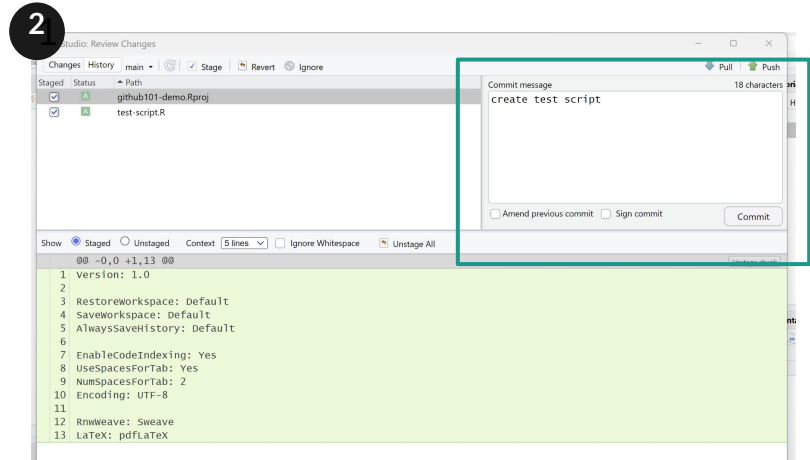 2
Studio: Review Changes
Changes History main Stage Revert Ignore Pull Push
Staged Status Path
A github101-demo.Rproj
A test-script.R
Commit message 18 characters
create test script
Amend previous commit Sign commit Commit
Show Staged Unstaged Context 5 lines Ignore Whitespace Unstage All
@@ -0,0 +1,13 @@ Unstage chunk
1 Version: 1.0
2
3 RestoreWorkspace: Default
4 SaveWorkspace: Default
5 AlwaysSaveHistory: Default
6
7 EnableCodeIndexing: Yes
8 UseSpacesForTab: Yes
9 NumSpacesForTab: 2
10 Encoding: UTF-8
11
12 RnwWeave: Sweave
13 LaTeX: pdfLaTeX